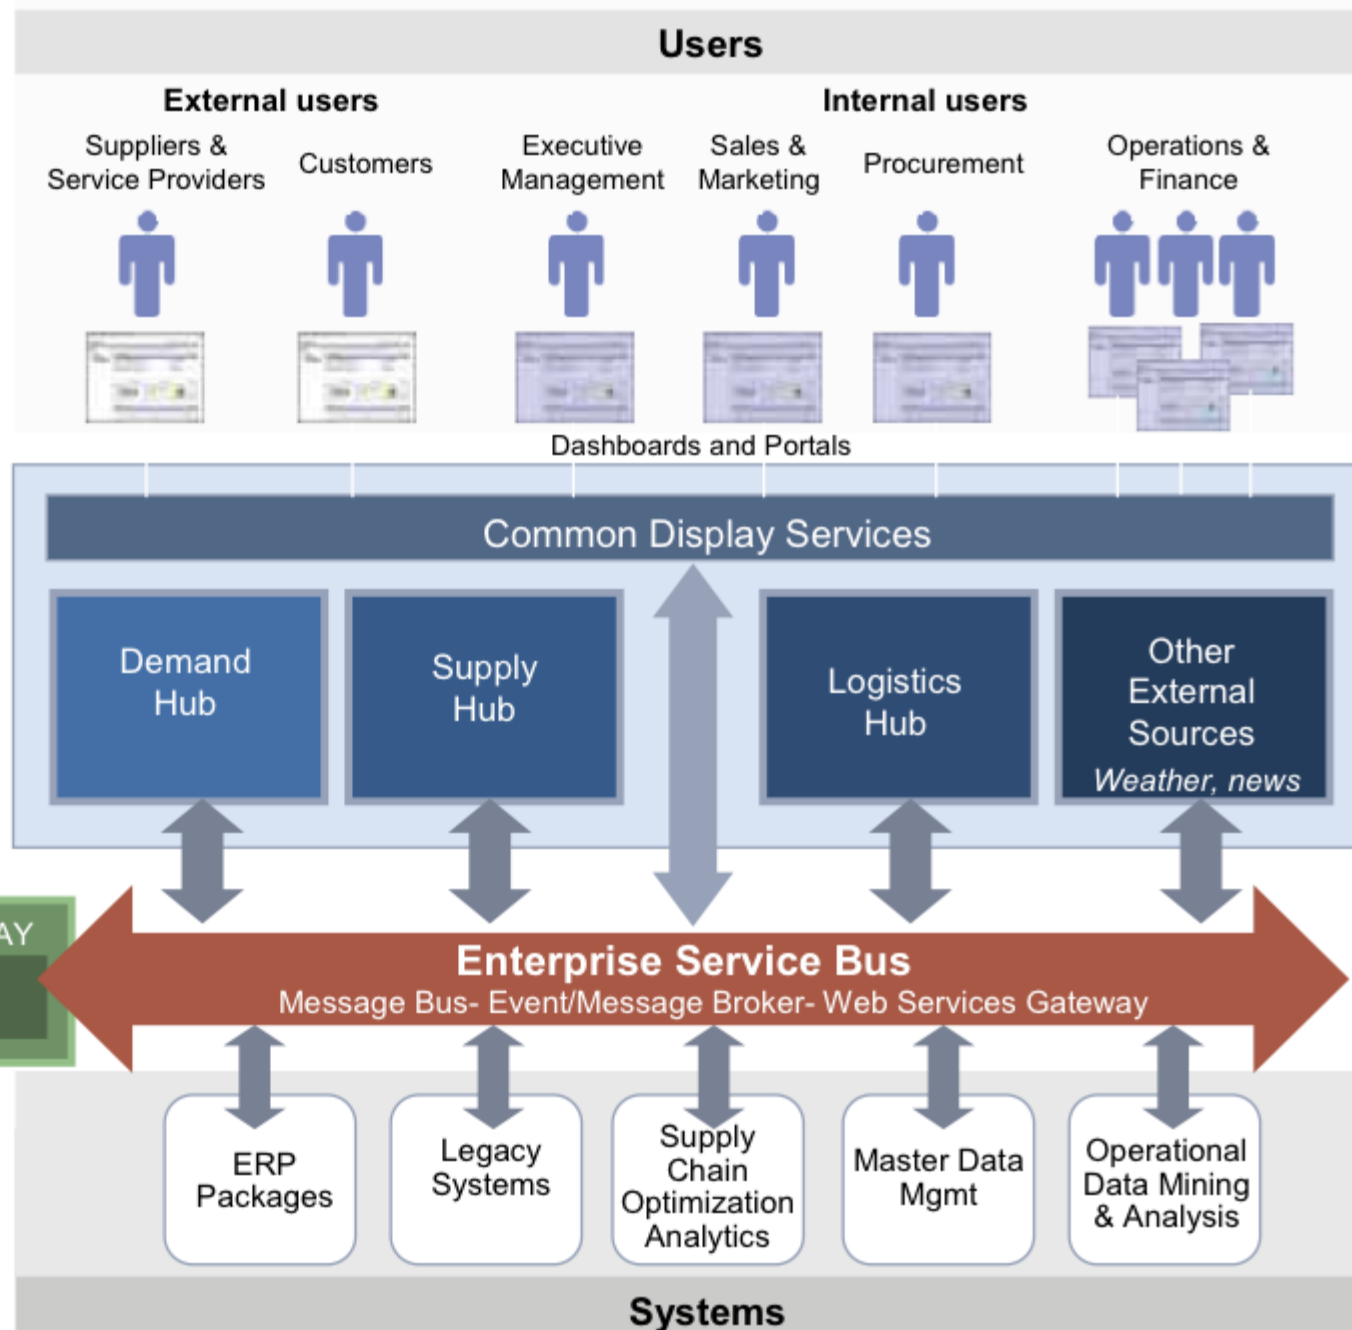 Users
External users
Internal users
Suppliers &
Service Providers
Customers
Executive
Management
Sales &
Marketing
Procurement
Operations &
Finance
Dashboards and Portals
Common Display Services
Demand
Hub
Supply
Hub
Logistics
Hub
Other
External
Sources
Weather, news
AY
Enterprise Service Bus
Message Bus- Event/Message Broker- Web Services Gateway
ERP
Packages
Legacy
Systems
Supply
Chain
Optimization
Analytics
Master Data
Mgmt
Operational
Data Mining
& Analysis
Systems